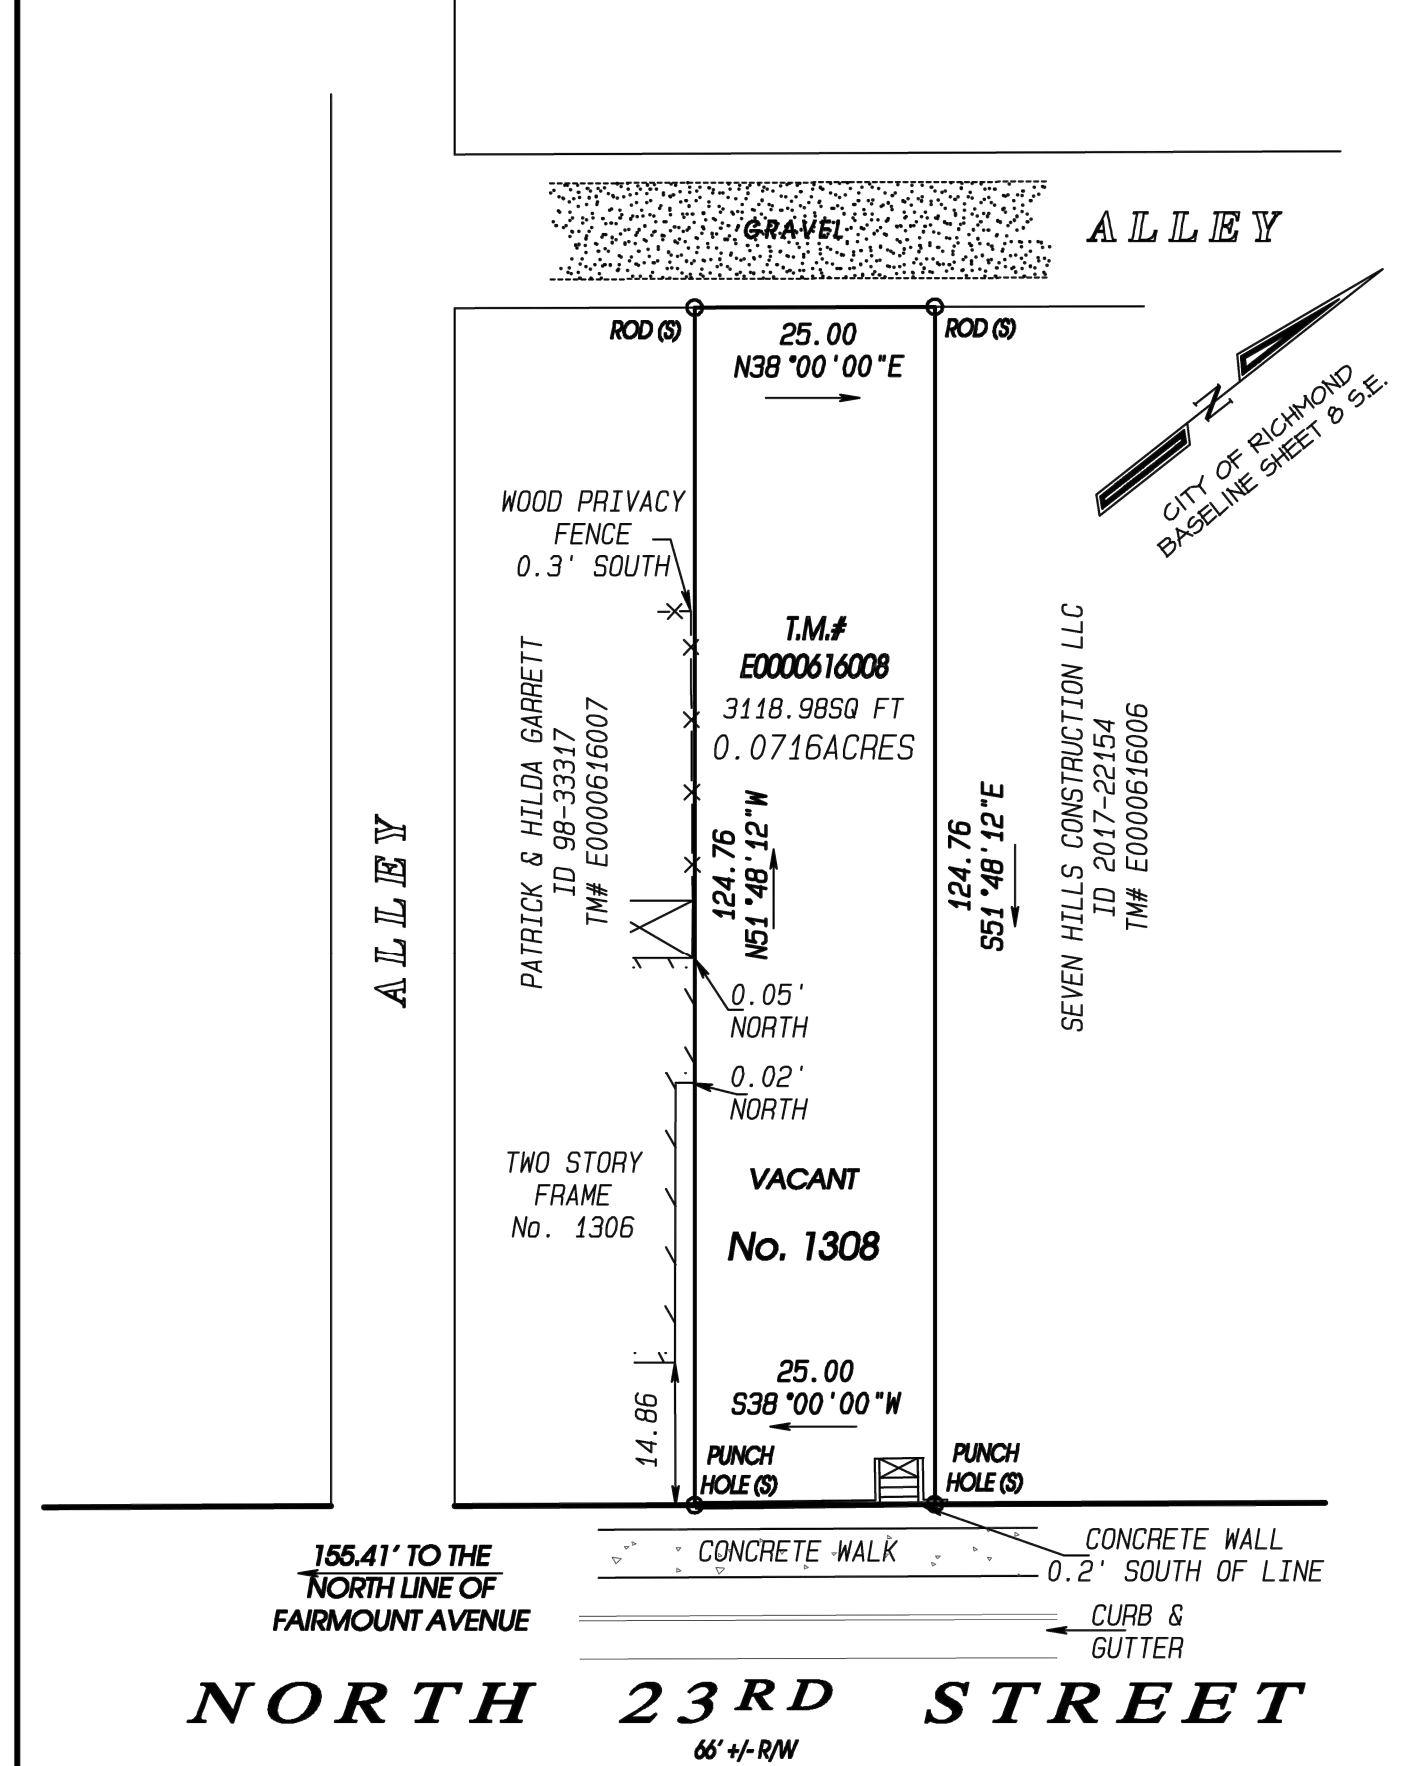 GRAVEL
ALLEY
ROD (S)
25.00
N38°00'00"E
ROD (S)
N
CITY OF RICHMOND
BASELINE SHEET 8 S.E.
WOOD PRIVACY
FENCE
0.3' SOUTH
T.M.#
E0000616008
3118.98SQ FT
0.0716ACRES
ALLEY
PATRICK & HILDA GARRETT
ID 98-33317
TM# E0000616007
124.76
N51°48'12"W
124.76
S51°48'12"E
SEVEN HILLS CONSTRUCTION LLC
ID 2017-22154
TM# E0000616006
0.05'
NORTH
0.02'
NORTH
TWO STORY
FRAME
No. 1306
VACANT
No. 1308
14.86
25.00
S38°00'00"W
PUNCH
HOLE (S)
PUNCH
HOLE (S)
155.41' TO THE
NORTH LINE OF
FAIRMOUNT AVENUE
CONCRETE WALK
CONCRETE WALL
0.2' SOUTH OF LINE
CURB &
GUTTER
NORTH 23RD STREET
66' +/- R/W